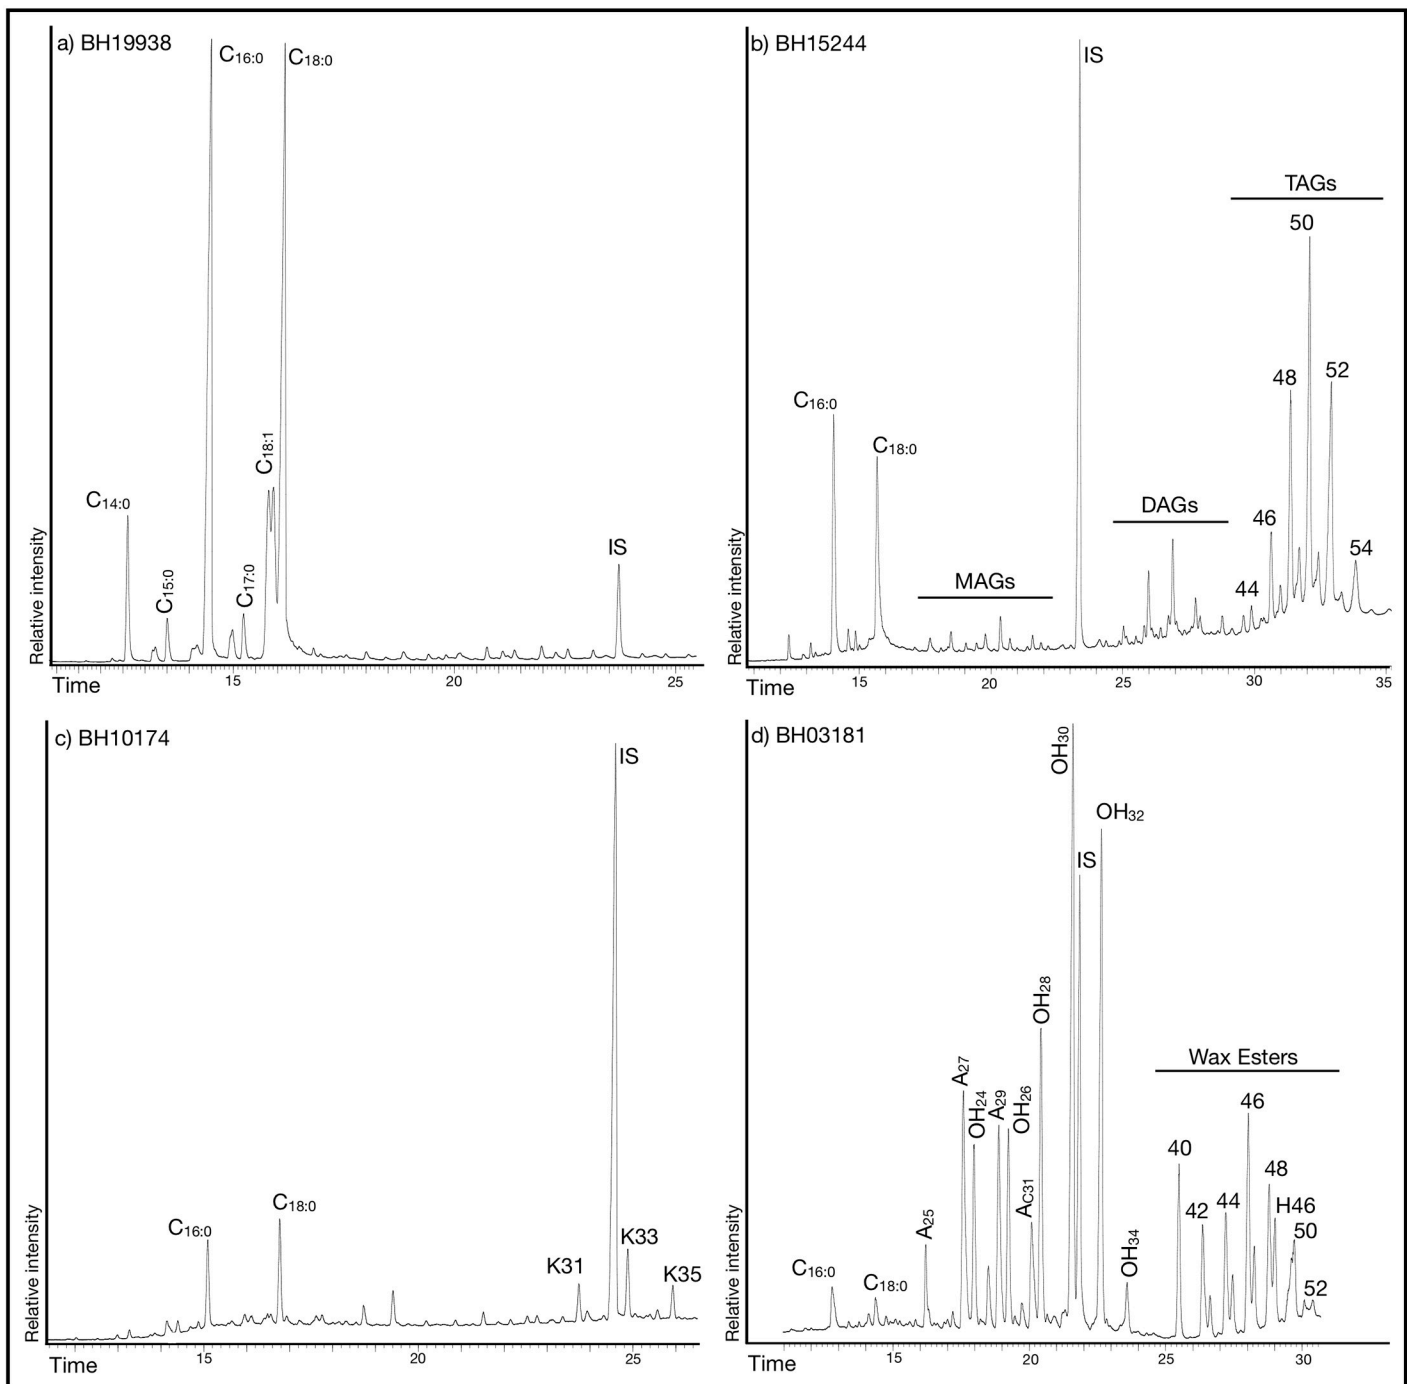 a) BH19938
C16:0
C18:0
C18:1
C14:0
C15:0
C17:0
IS
Relative intensity
Time
15
20
25
b) BH15244
IS
TAGs
50
48
52
C16:0
C18:0
DAGs
46
54
MAGs
44
Relative intensity
Time
15
20
25
30
35
c) BH10174
IS
C16:0
C18:0
K31
K33
K35
Relative intensity
Time
15
20
25
d) BH03181
OH30
OH32
IS
OH28
A27
OH24
A29
OH26
AC31
A25
C16:0
C18:0
OH34
Wax Esters
46
40
48
42
44
H46
50
52
Relative intensity
Time
15
20
25
30